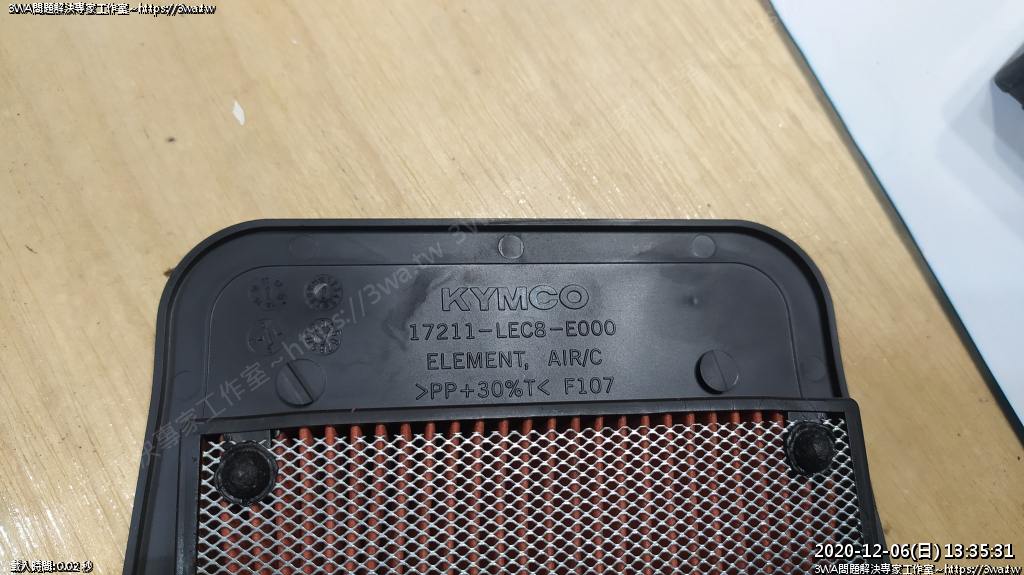 3WA問題解決專家工作室~https://3wa.tw
KYMCO
17211-LEC8-E000
ELEMENT, AIR/C
>PP+30%T< F107
載入時間: 0.02 秒
2020-12-06(日) 13:35:31
3WA問題解決專家工作室~https://3wa.tw